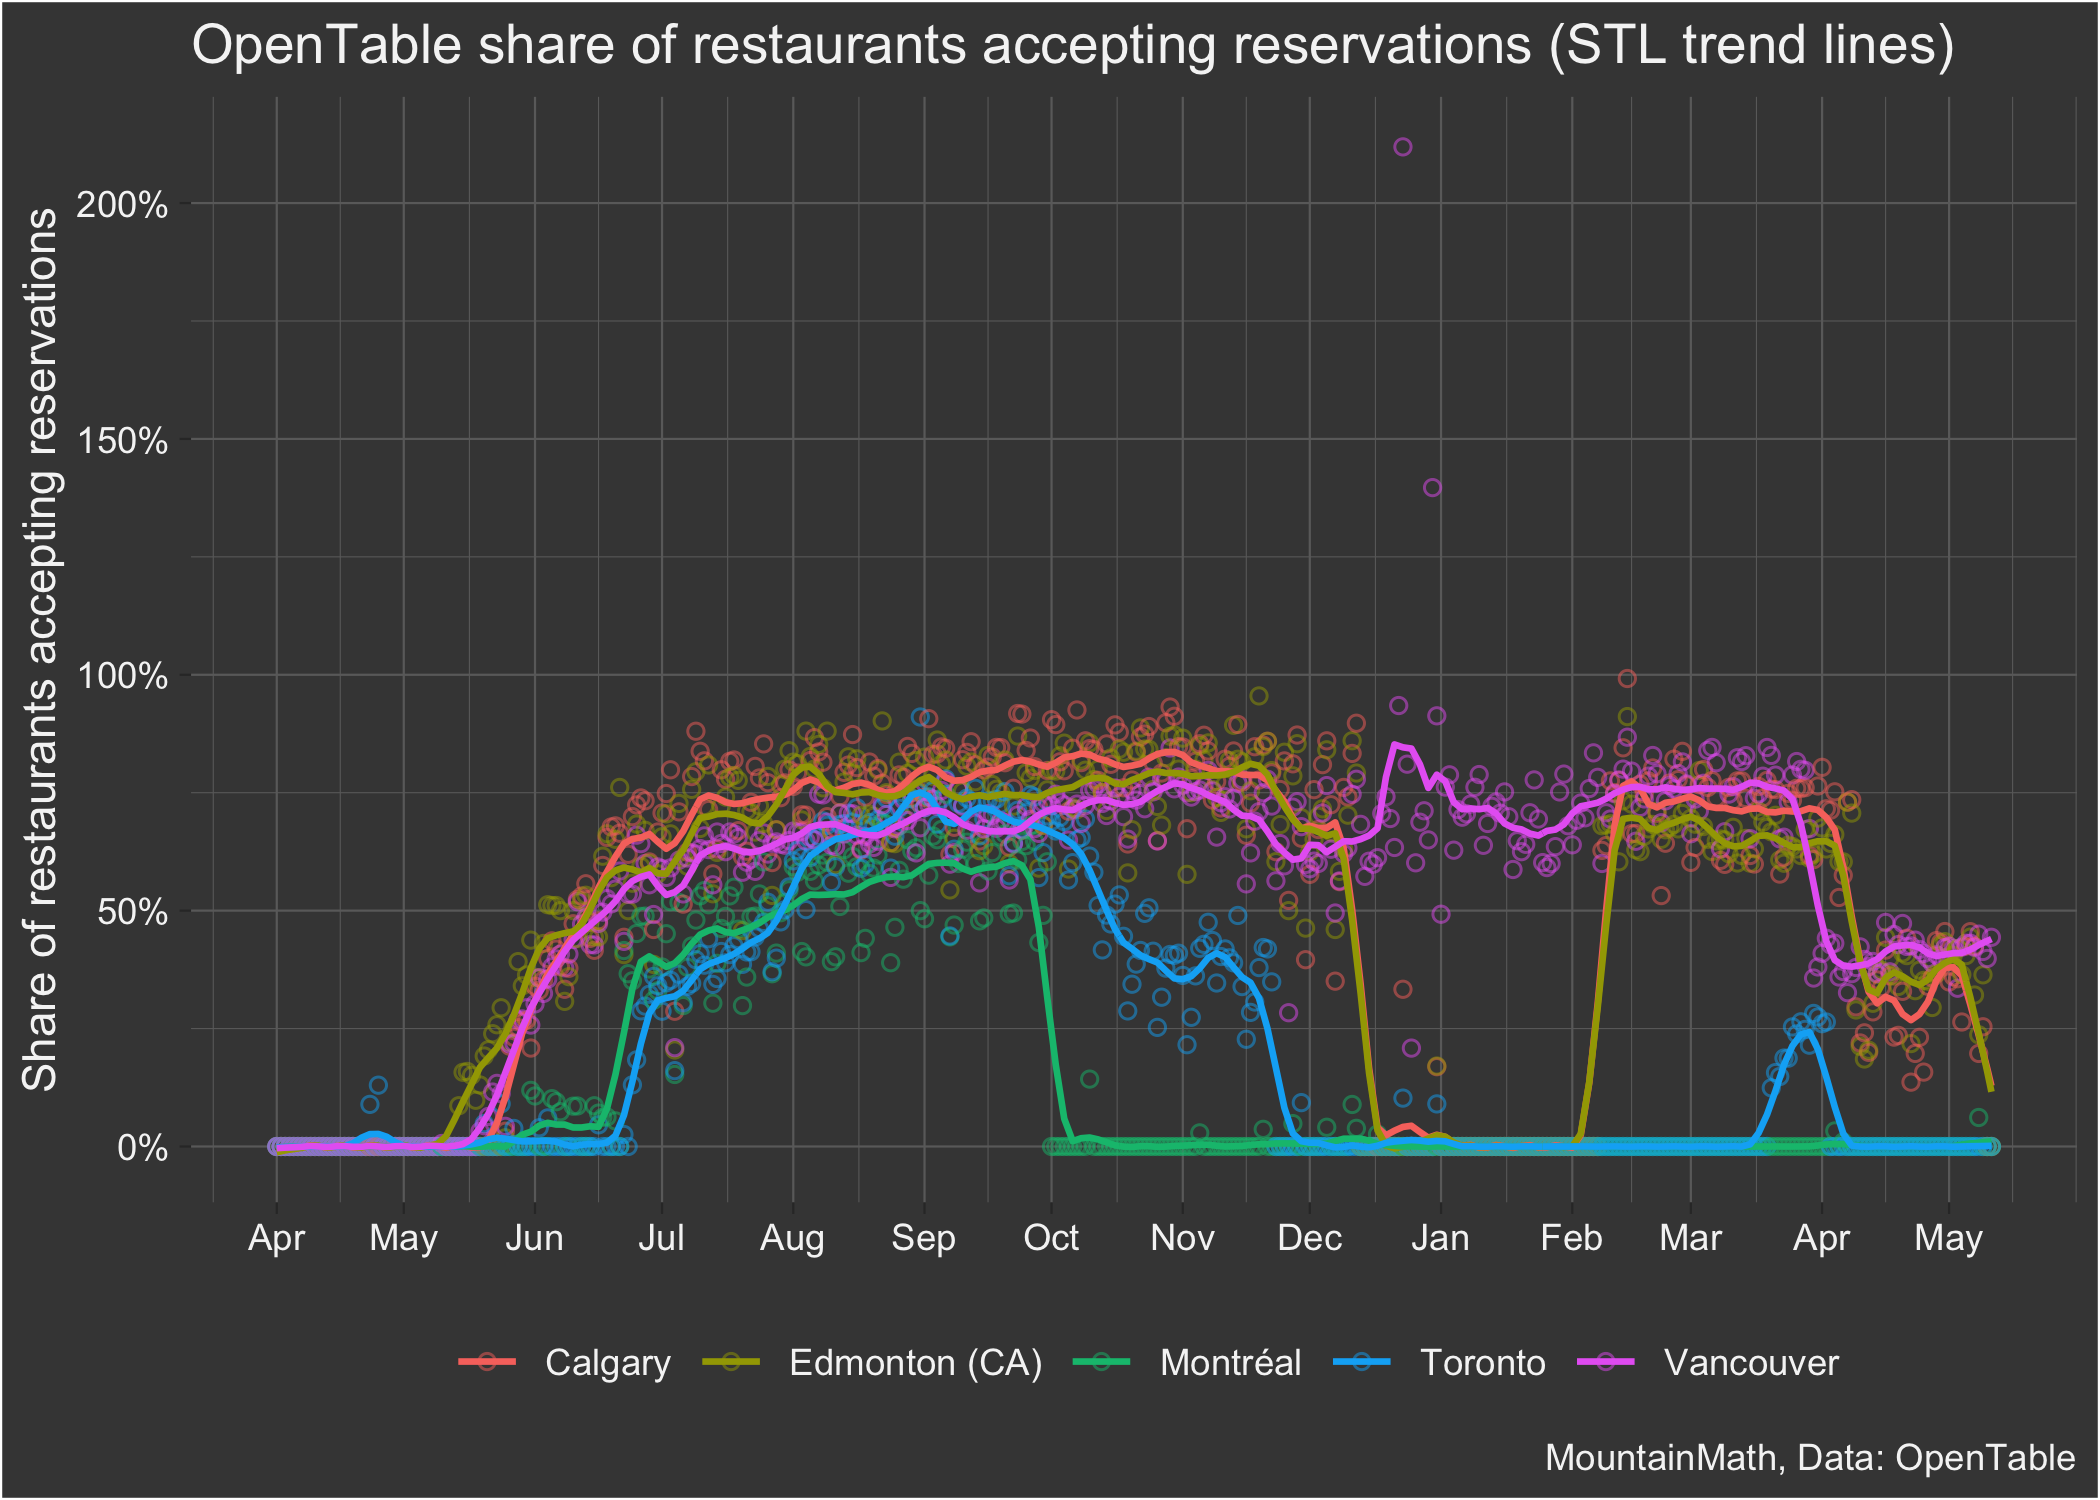 OpenTable share of restaurants accepting reservations (STL trend lines)
Share of restaurants accepting reservations
200%
150%
100%
50%
0%
Apr May Jun Jul Aug Sep Oct Nov Dec Jan Feb Mar Apr May
Calgary Edmonton (CA) Montréal Toronto Vancouver
MountainMath, Data: OpenTable